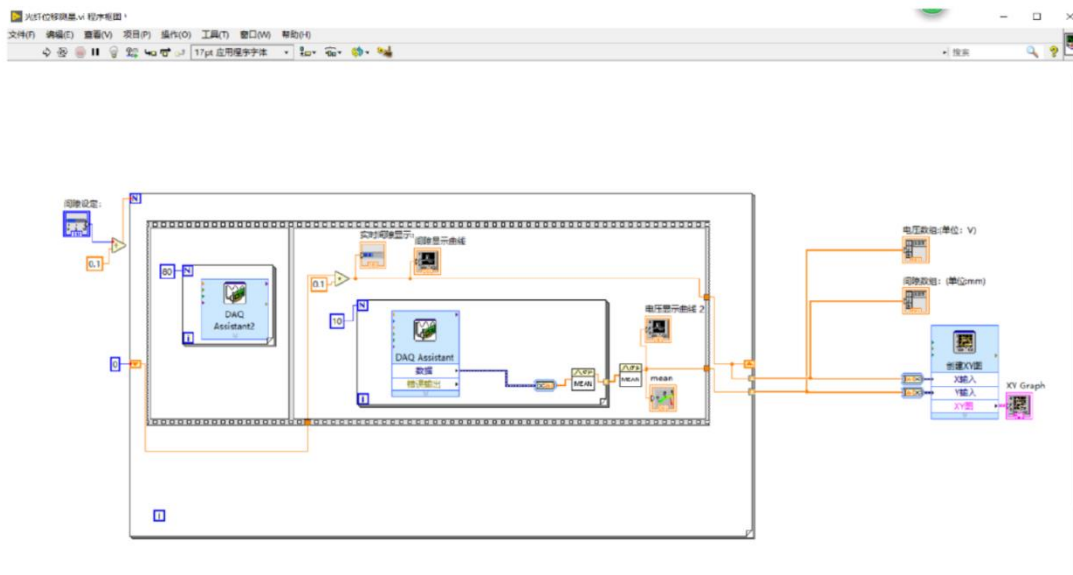 光纤位移测量.vi 程序框图 *
文件(F) 编辑(E) 查看(V) 项目(P) 操作(O) 工具(T) 窗口(W) 帮助(H)
17pt 应用程序字体
搜索
间隙设定:
N
0.1
实时间隙显示:
间隙显示曲线
80
N
DAQ
Assistant2
i
0.1
10
N
DAQ Assistant
数据
错误输出
i
MEAN
MEAN
电压显示曲线 2
mean
0
i
电压数组:(单位: V)
间隙数组: (单位:mm)
创建XY图
X输入
Y输入
XY图
XY Graph